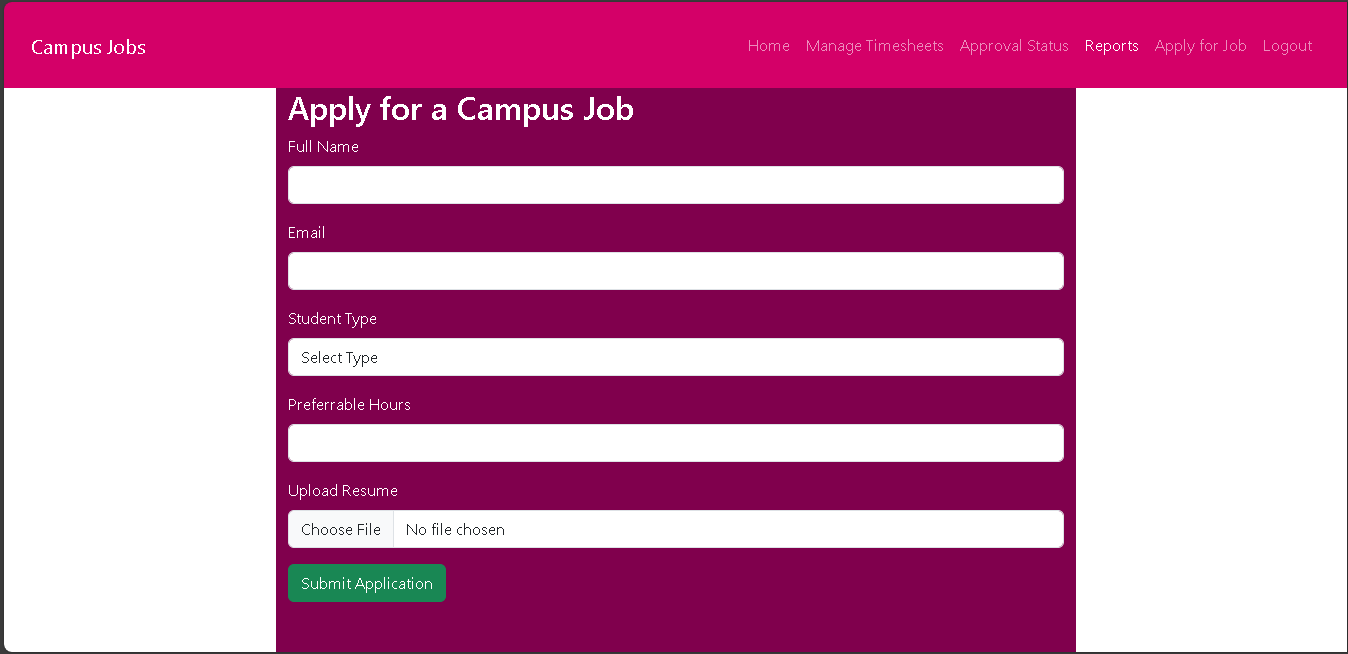 Campus Jobs
Home Manage Timesheets Approval Status Reports Apply for Job Logout
Apply for a Campus Job
Full Name
Email
Student Type
Select Type
Preferrable Hours
Upload Resume
Choose File No file chosen
Submit Application